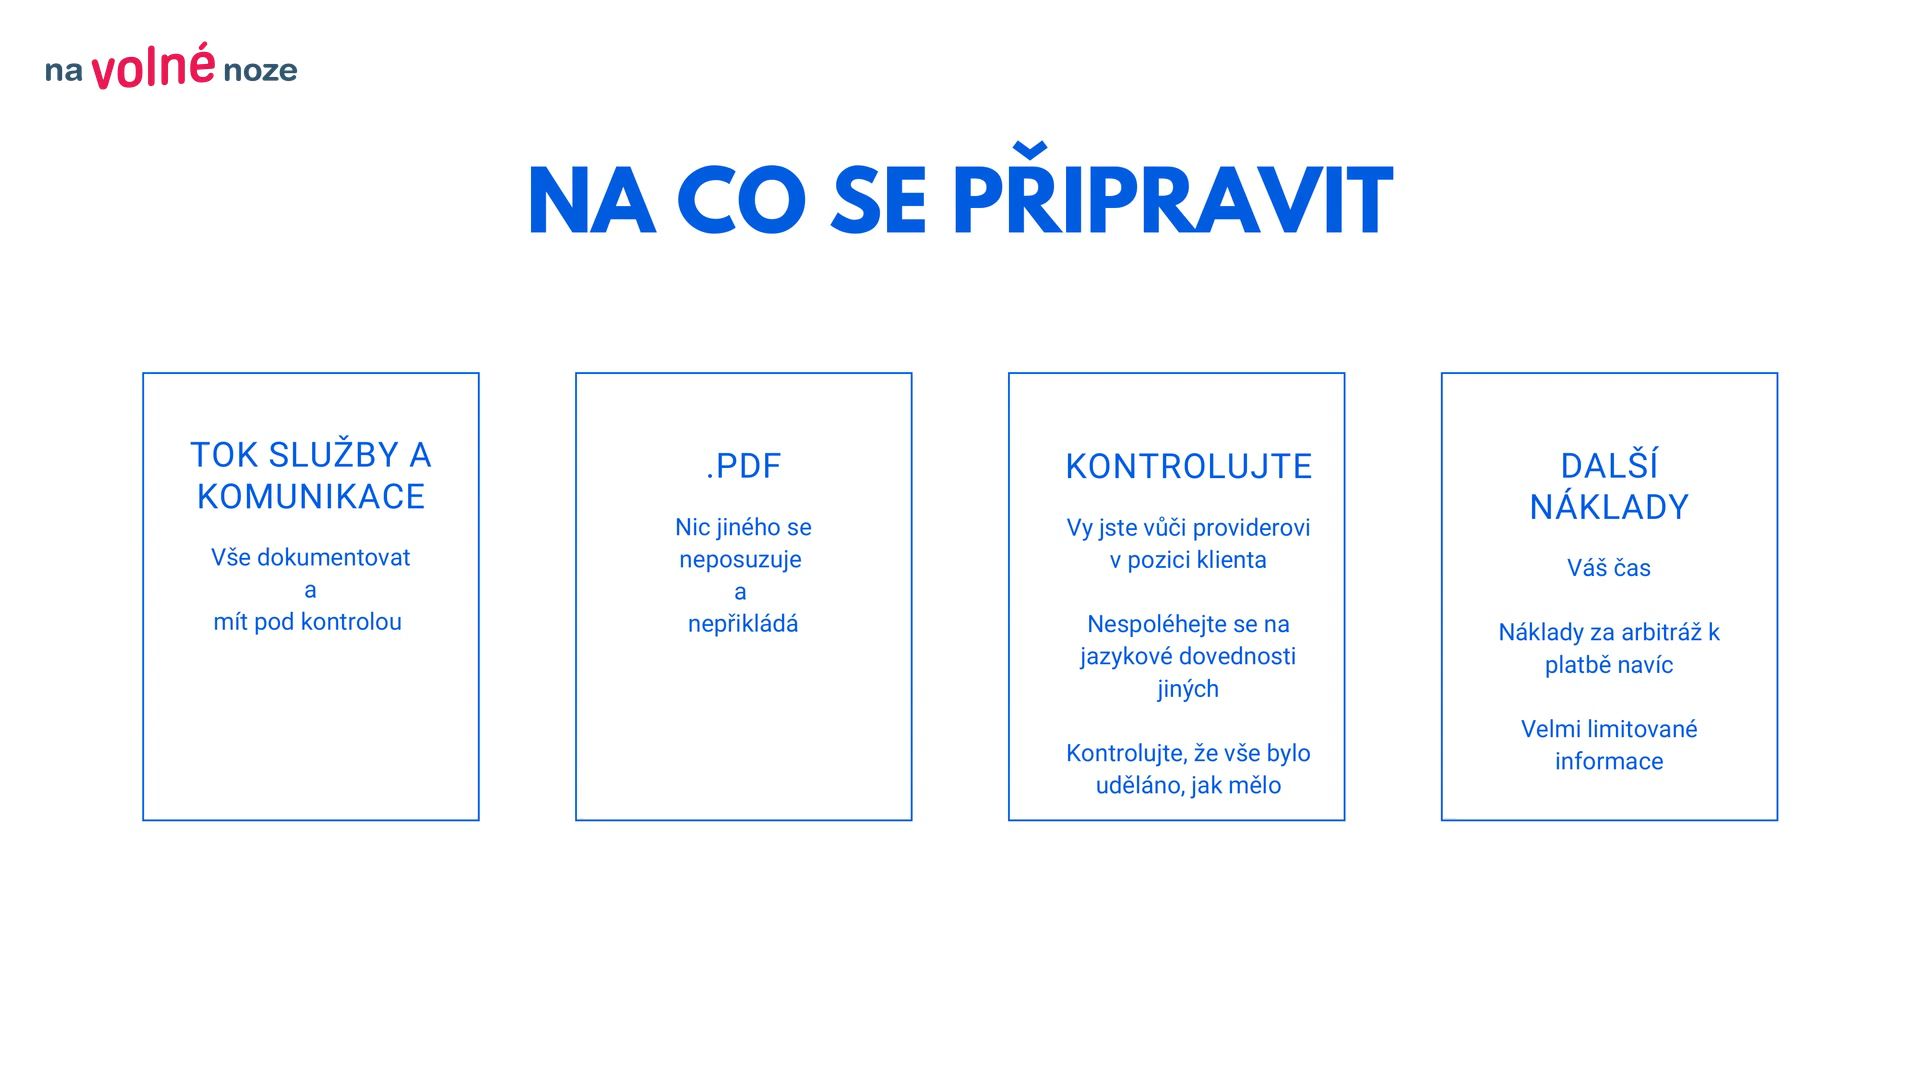 na volné noze
NA CO SE PŘIPRAVIT
TOK SLUŽBY A
KOMUNIKACE
Vše dokumentovat
a
mít pod kontrolou
.PDF
Nic jiného se
neposuzuje
a
nepřikládá
KONTROLUJTE
Vy jste vůči providerovi
v pozici klienta
Nespoléhejte se na
jazykové dovednosti
jiných
Kontrolujte, že vše bylo
uděláno, jak mělo
DALŠÍ
NÁKLADY
Váš čas
Náklady za arbitráž k
platbě navíc
Velmi limitované
informace